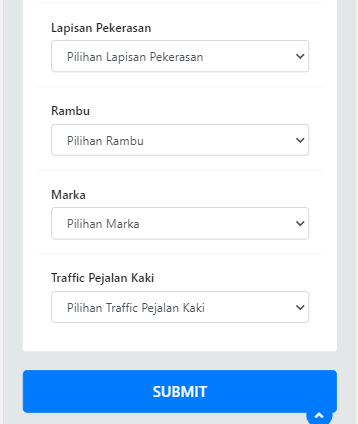 Lapisan Pekerasan
Pilihan Lapisan Pekerasan
Rambu
Pilihan Rambu
Marka
Pilihan Marka
Traffic Pejalan Kaki
Pilihan Traffic Pejalan Kaki
SUBMIT